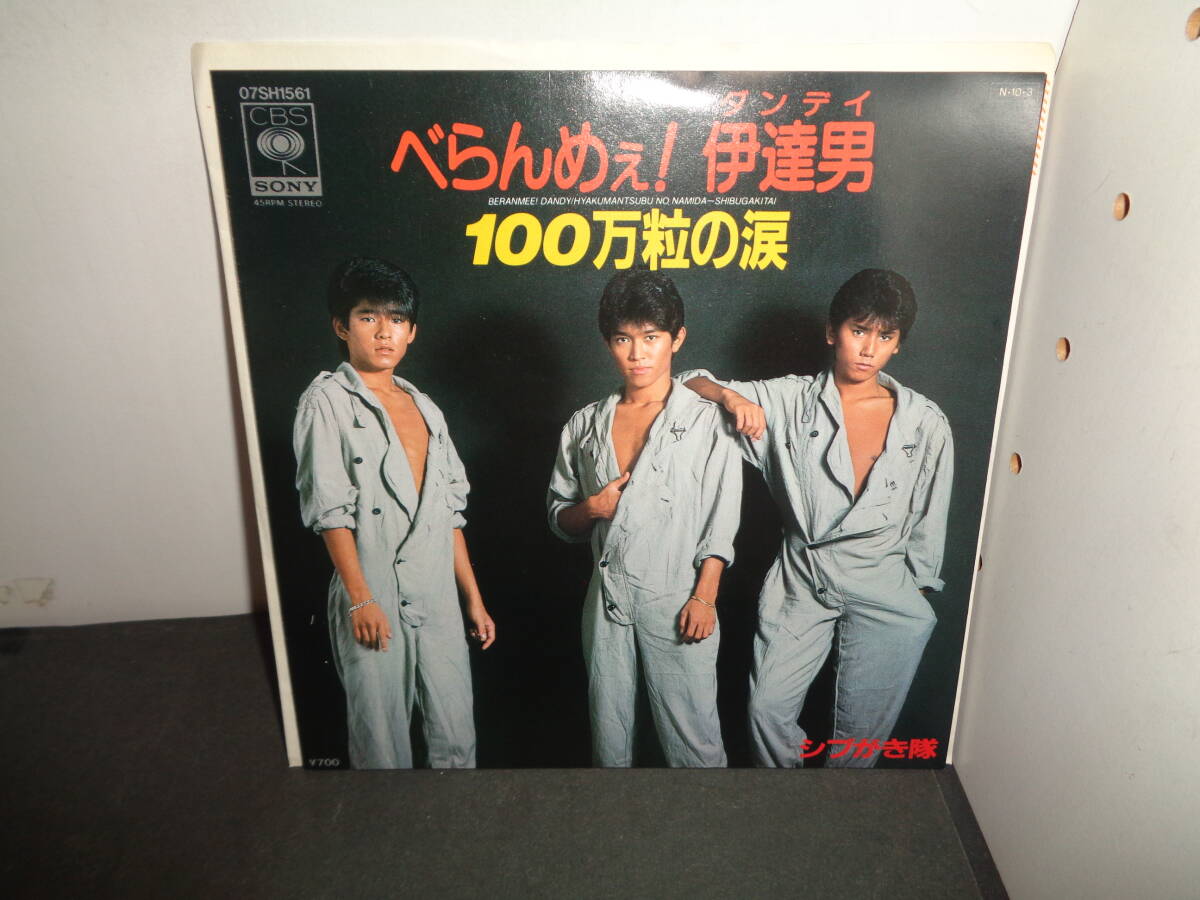 07SH1561
CBS
SONY
45RPM STEREO
N-10-3
ダンデイ
べらんめぇ! 伊達男
BERANMEE! DANDY/HYAKUMANTSUBU NO NAMIDA—SHIBUGAKITAI
100万粒の涙
シブがき隊
¥700